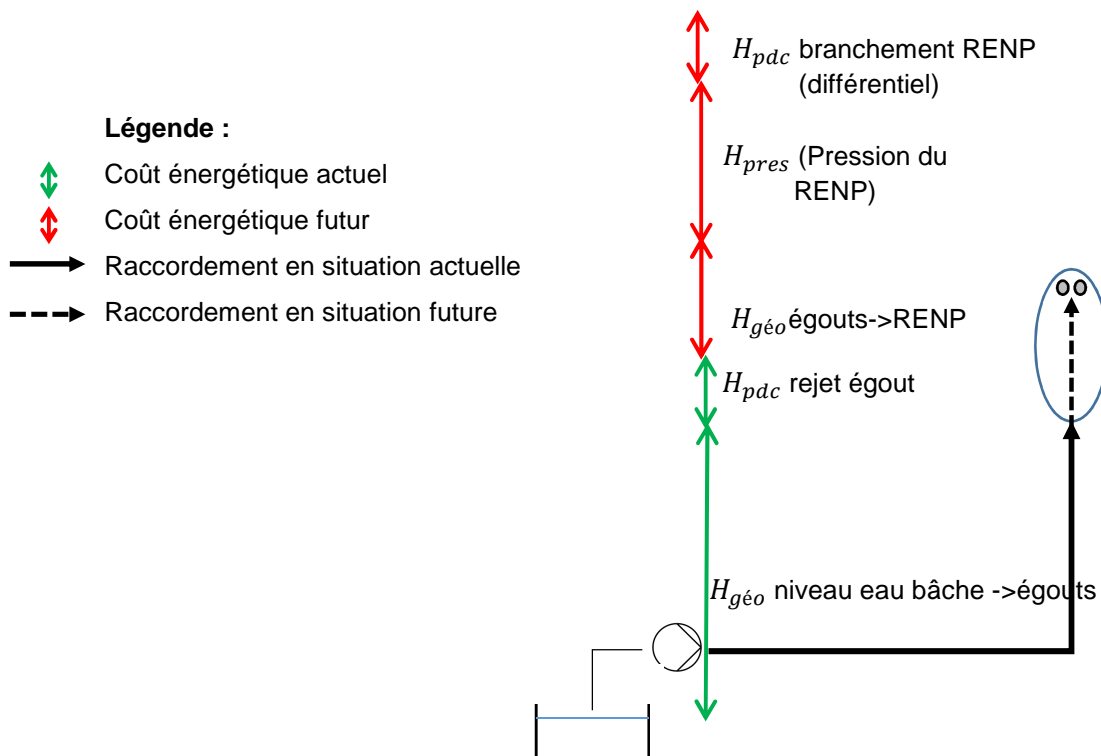 Légende :
Coût énergétique actuel
Coût énergétique futur
Raccordement en situation actuelle
Raccordement en situation future
H_pdc branchement RENP
(différentiel)
H_pres (Pression du
RENP)
H_géo égouts->RENP
H_pdc rejet égout
H_géo niveau eau bâche ->égouts